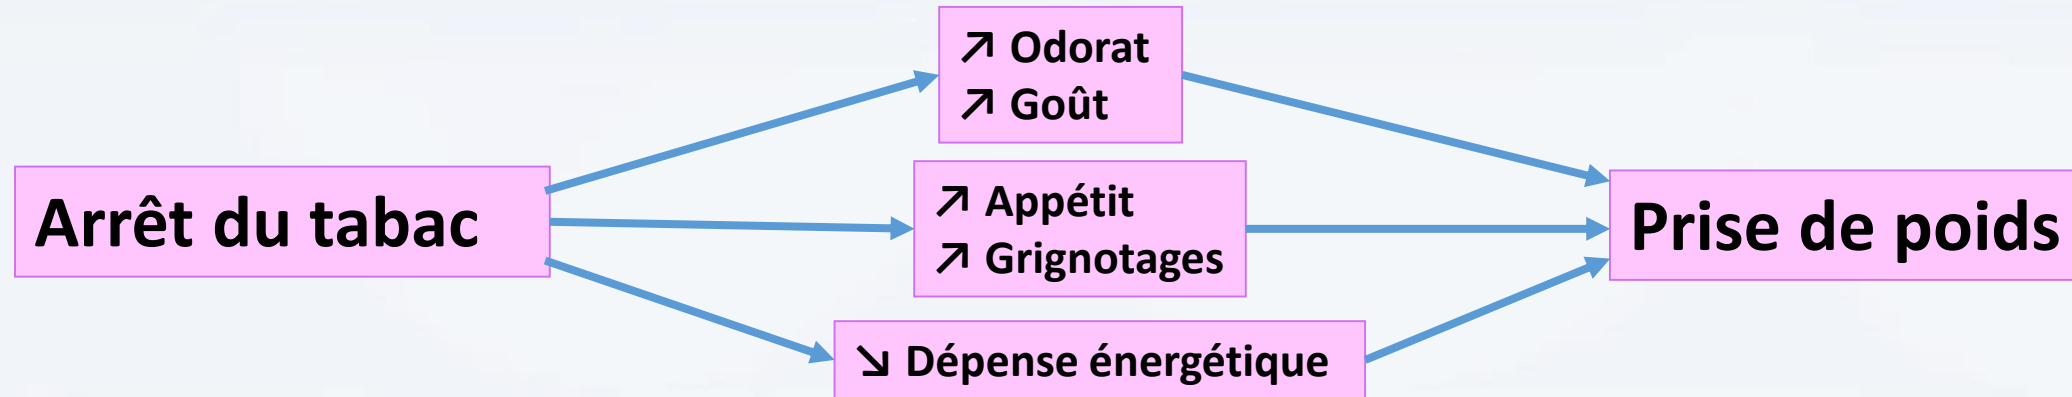 ↗ Odorat
↗ Goût
Arrêt du tabac
↗ Appétit
↗ Grignotages
Prise de poids
↘ Dépense énergétique